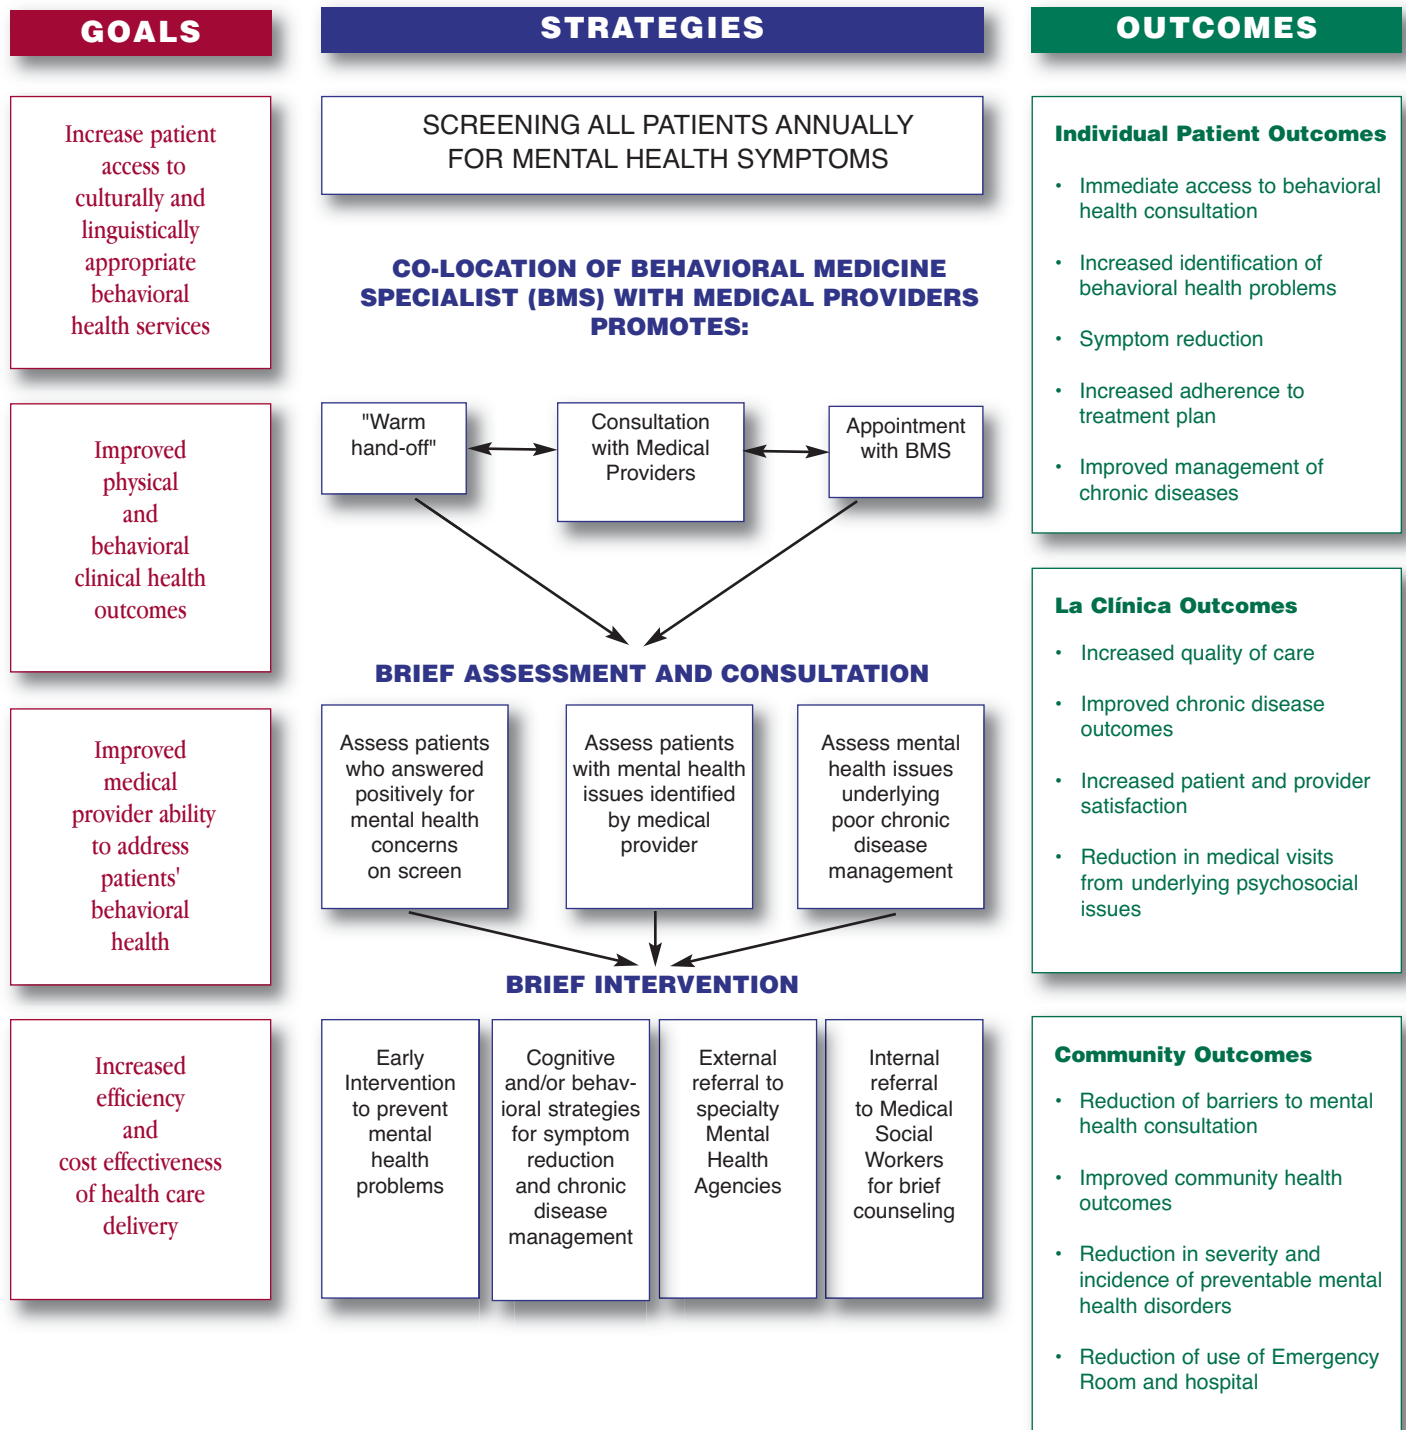 GOALS
Increase patient
access to
culturally and
linguistically
appropriate
behavioral
health services
Improved
physical
and
behavioral
clinical health
outcomes
Improved
medical
provider ability
to address
patients'
behavioral
health
Increased
efficiency
and
cost effectiveness
of health care
delivery
STRATEGIES
SCREENING ALL PATIENTS ANNUALLY
FOR MENTAL HEALTH SYMPTOMS
CO-LOCATION OF BEHAVIORAL MEDICINE
SPECIALIST (BMS) WITH MEDICAL PROVIDERS
PROMOTES:
"Warm
hand-off"
Consultation
with Medical
Providers
Appointment
with BMS
BRIEF ASSESSMENT AND CONSULTATION
Assess patients
who answered
positively for
mental health
concerns
on screen
Assess patients
with mental health
issues identified
by medical
provider
Assess mental
health issues
underlying
poor chronic
disease
management
BRIEF INTERVENTION
Early
Intervention
to prevent
mental
health
problems
Cognitive
and/or behav-
ioral strategies
for symptom
reduction
and chronic
disease
management
External
referral to
specialty
Mental
Health
Agencies
Internal
referral
to Medical
Social
Workers
for brief
counseling
OUTCOMES
Individual Patient Outcomes
• Immediate access to behavioral
health consultation
• Increased identification of
behavioral health problems
• Symptom reduction
• Increased adherence to
treatment plan
• Improved management of
chronic diseases
La Clínica Outcomes
• Increased quality of care
• Improved chronic disease
outcomes
• Increased patient and provider
satisfaction
• Reduction in medical visits
from underlying psychosocial
issues
Community Outcomes
• Reduction of barriers to mental
health consultation
• Improved community health
outcomes
• Reduction in severity and
incidence of preventable mental
health disorders
• Reduction of use of Emergency
Room and hospital